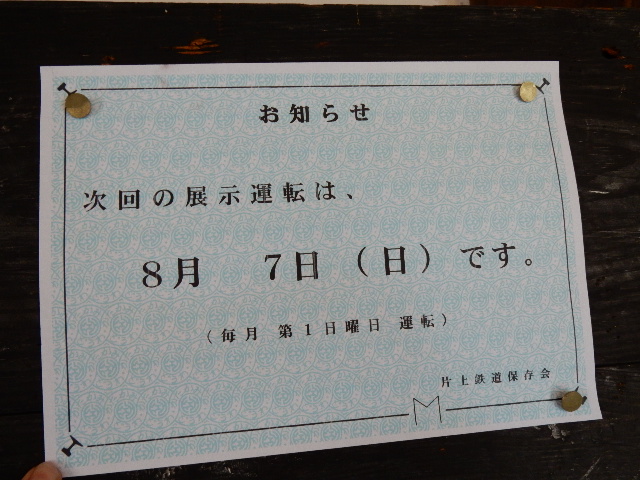 お知らせ
次回の展示運転は、
8月　7日（日）です。
（毎月 第1日曜日 運転）
片上鉄道保存会